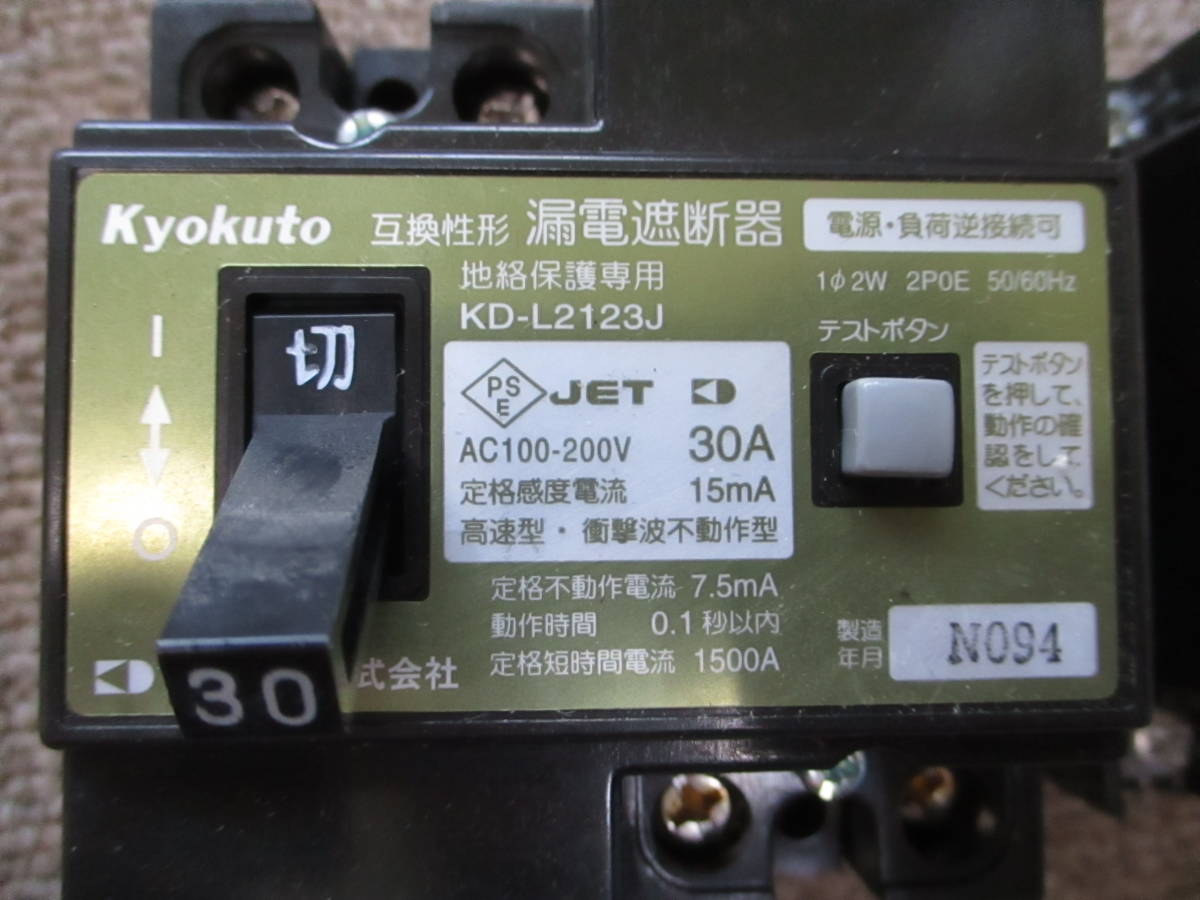 Kyokuto 互換性形 漏電遮断器 電源・負荷逆接続可
地絡保護専用
KD-L2123J
1φ2W 2P0E 50/60Hz
テストボタン
切
PS
E
JET
AC100-200V 30A
定格感度電流 15mA
高速型・衝撃波不動作型
テストボタン
を押して、
動作の確
認をして
ください。
定格不動作電流 7.5mA
動作時間 0.1秒以内
定格短時間電流 1500A
製造
年月
N094
式会社
30